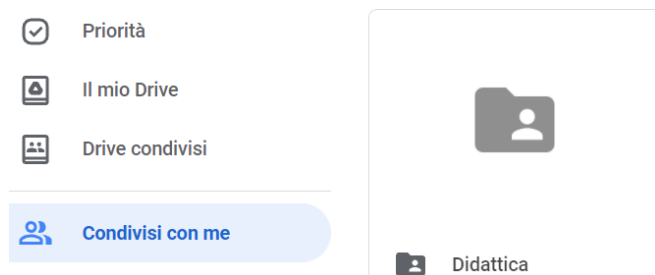 Priorità
Il mio Drive
Drive condivisi
Condivisi con me
Didattica